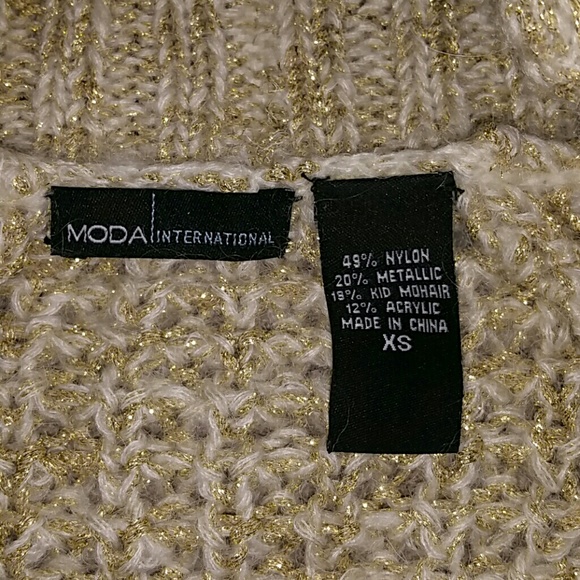 MODA INTERNATIONAL
49% NYLON
20% METALLIC
19% KID MOHAIR
12% ACRYLIC
MADE IN CHINA
XS